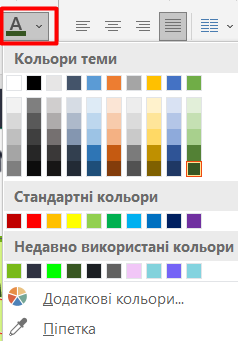 A
Кольори теми
Стандартні кольори
Недавно використані кольори
Додаткові кольори...
Піпетка